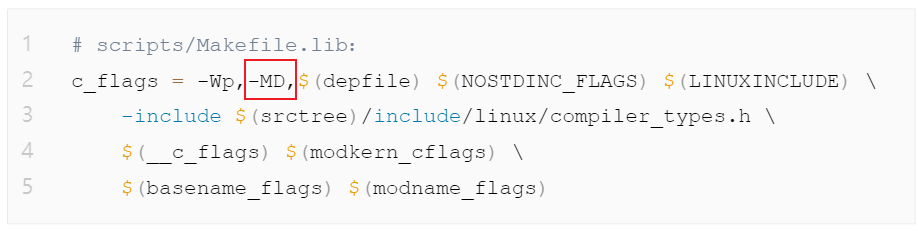 1 # scripts/Makefile.lib:
2 c_flags = -Wp,-MD,$(depfile) $(NOSTDINC_FLAGS) $(LINUXINCLUDE) \
3     -include $(srctree)/include/linux/compiler_types.h \
4     $(__c_flags) $(modkern_cflags) \
5     $(basename_flags) $(modname_flags)